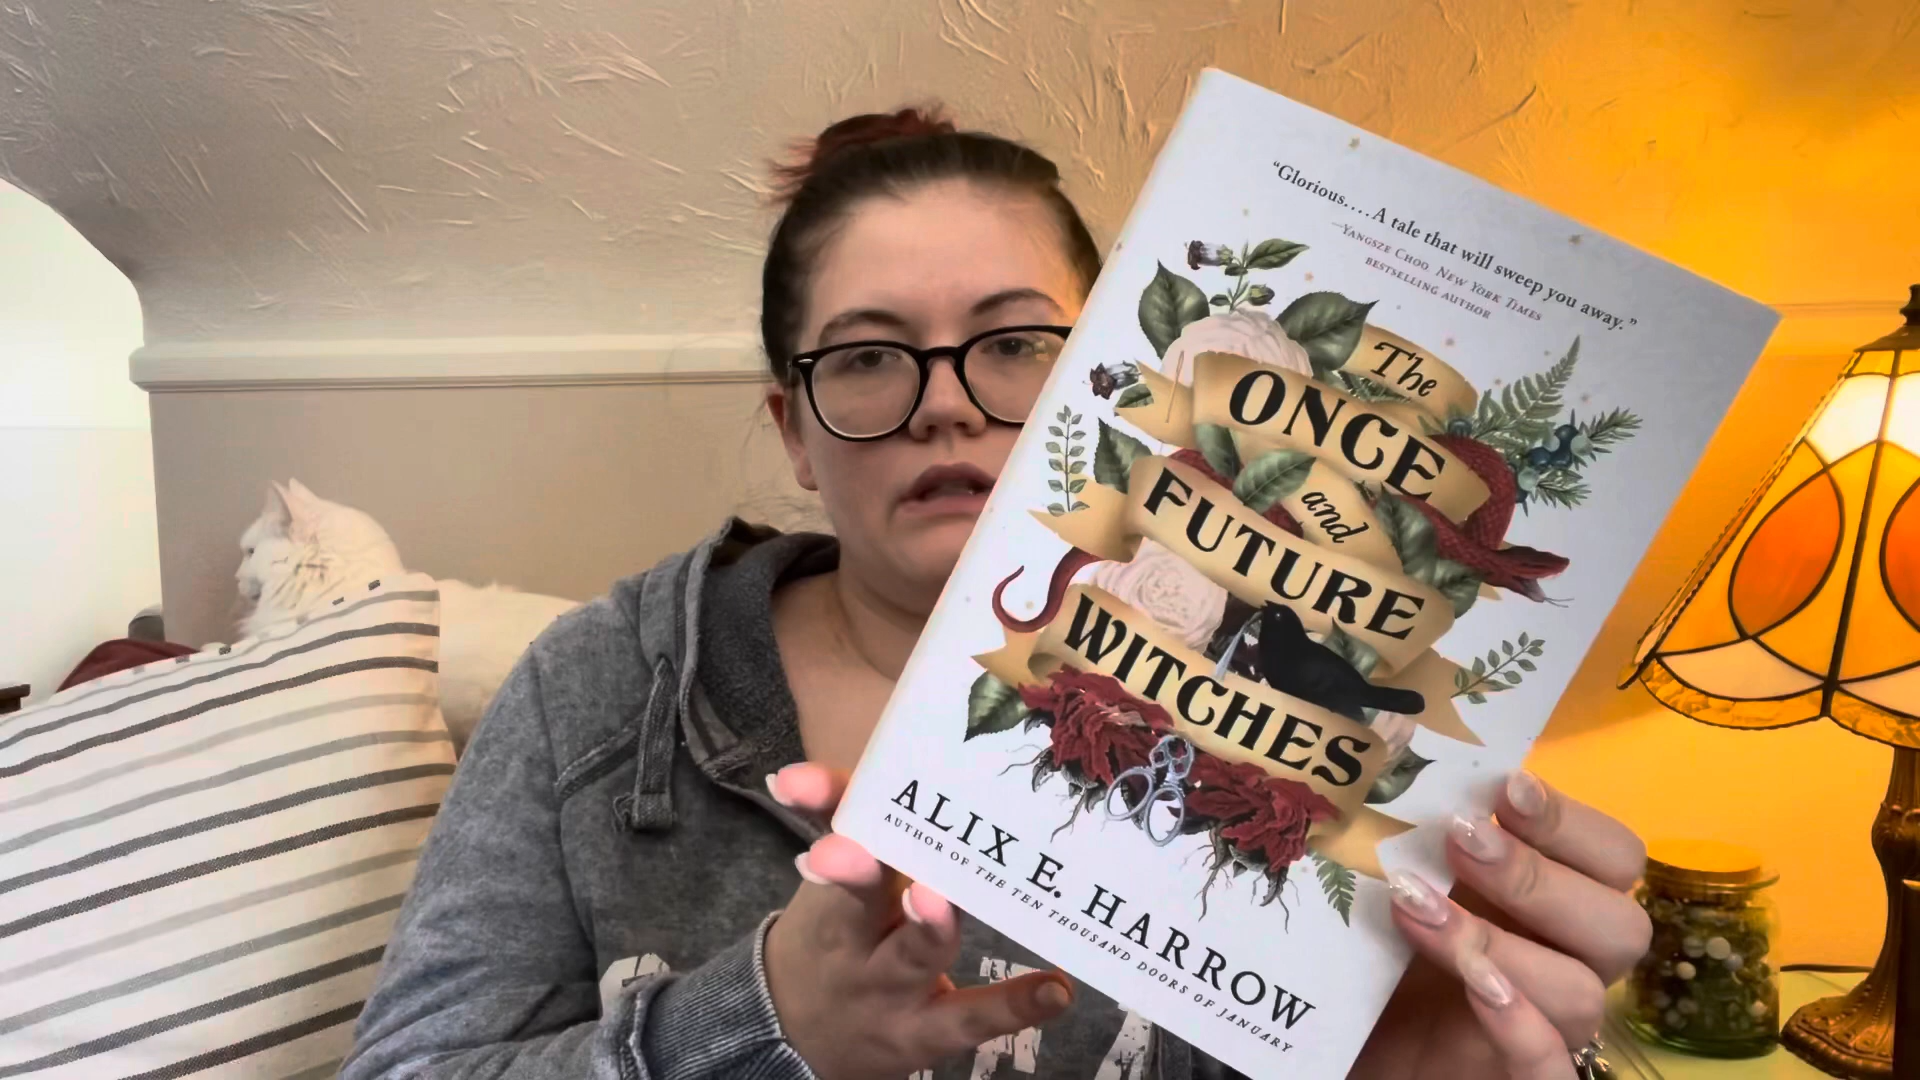 “Glorious....A tale that will sweep you away.”
—YANGSZE CHOO, NEW YORK TIMES
BESTSELLING AUTHOR
The
ONCE
and
FUTURE
WITCHES
ALIX E. HARROW
AUTHOR OF THE TEN THOUSAND DOORS OF JANUARY